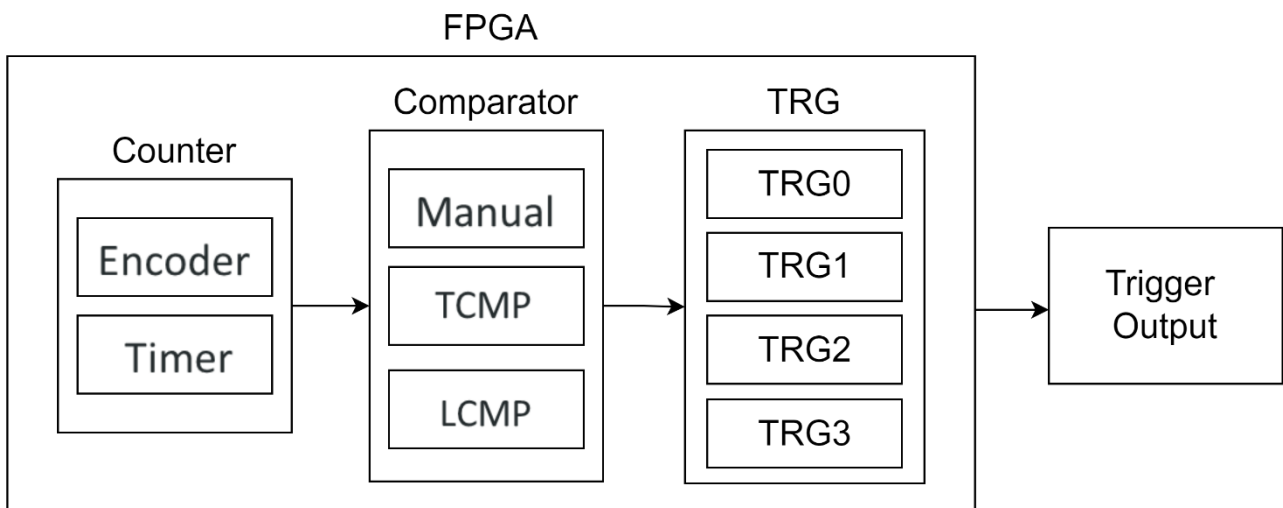 FPGA
Counter
Encoder
Timer
Comparator
Manual
TCMP
LCMP
TRG
TRG0
TRG1
TRG2
TRG3
Trigger
Output